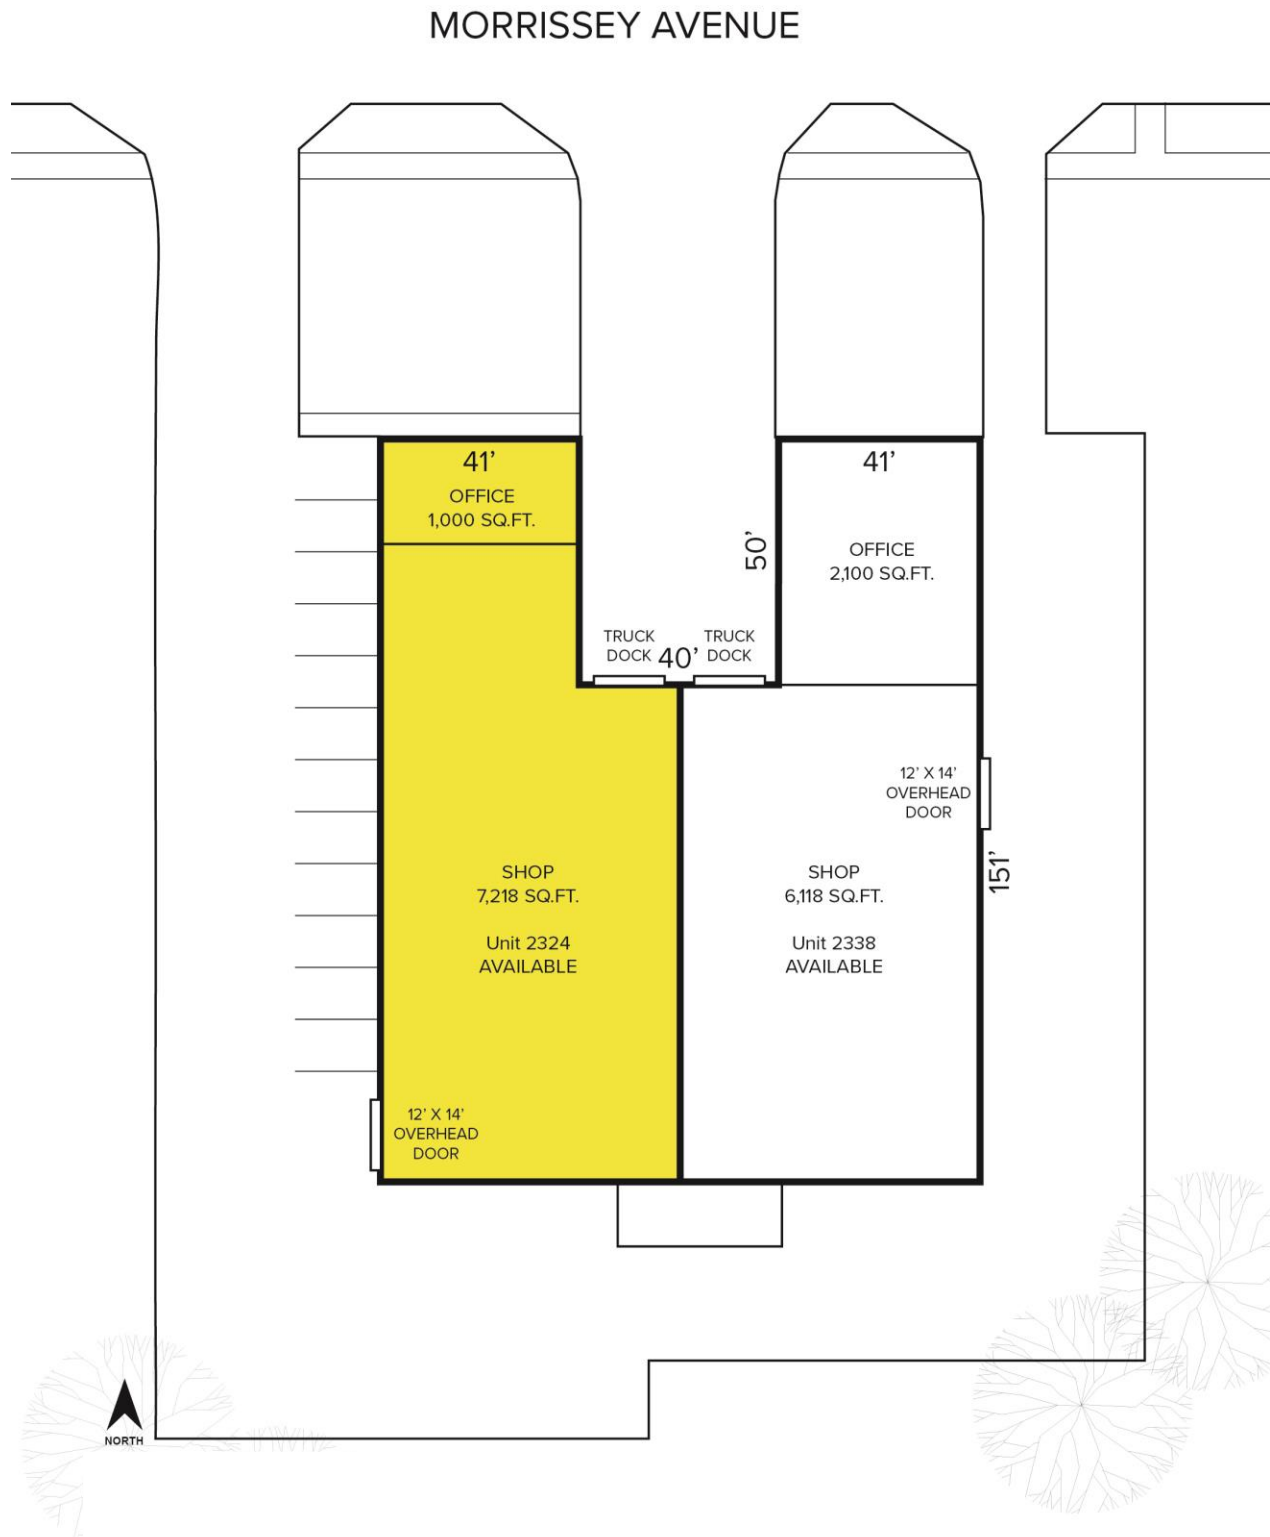 MORRISSEY AVENUE
41'
OFFICE
1,000 SQ.FT.
41'
OFFICE
2,100 SQ.FT.
50'
TRUCK
DOCK
40'
TRUCK
DOCK
12' X 14'
OVERHEAD
DOOR
151'
SHOP
7,218 SQ.FT.
Unit 2324
AVAILABLE
SHOP
6,118 SQ.FT.
Unit 2338
AVAILABLE
12' X 14'
OVERHEAD
DOOR
NORTH